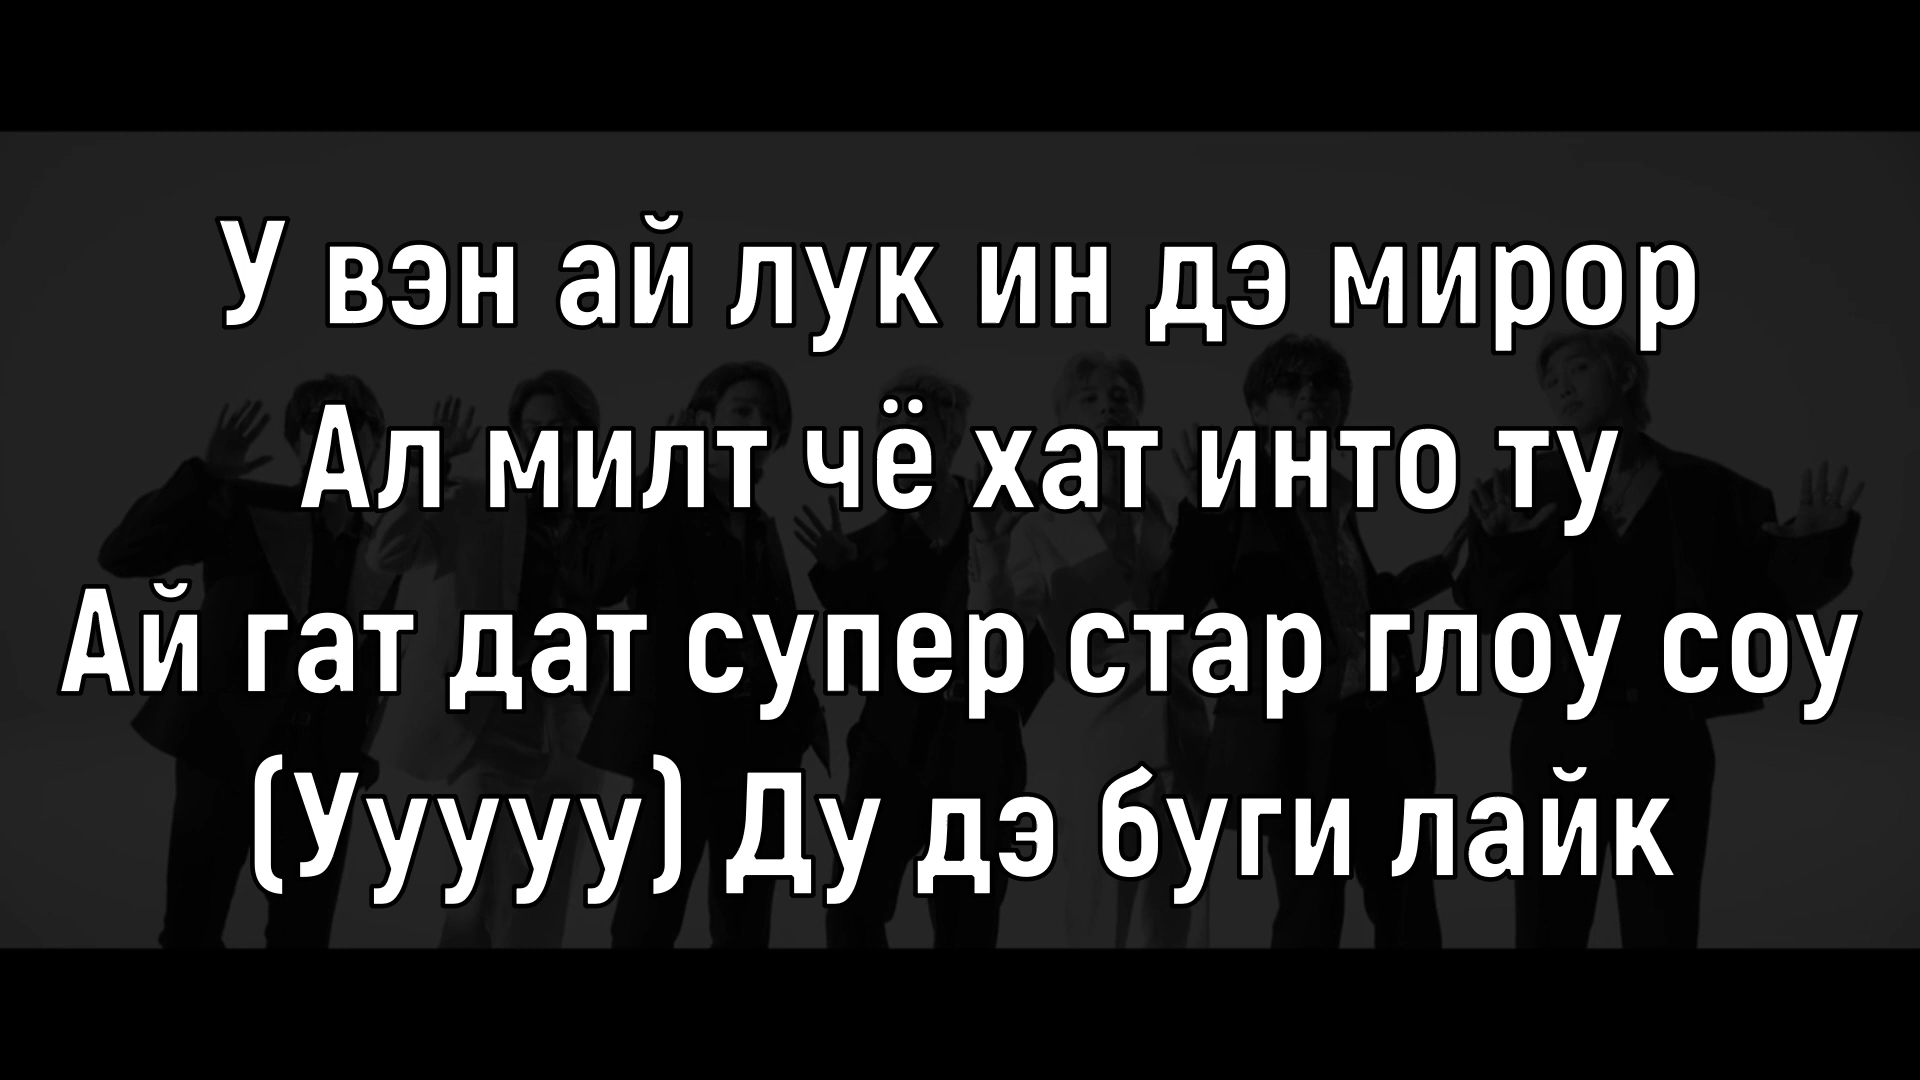 У вэн ай лук ин дэ мирор
Ал милт чё хат инто ту
Ай гат дат супер стар глоу соу
(Ууууу) Ду дэ буги лайк